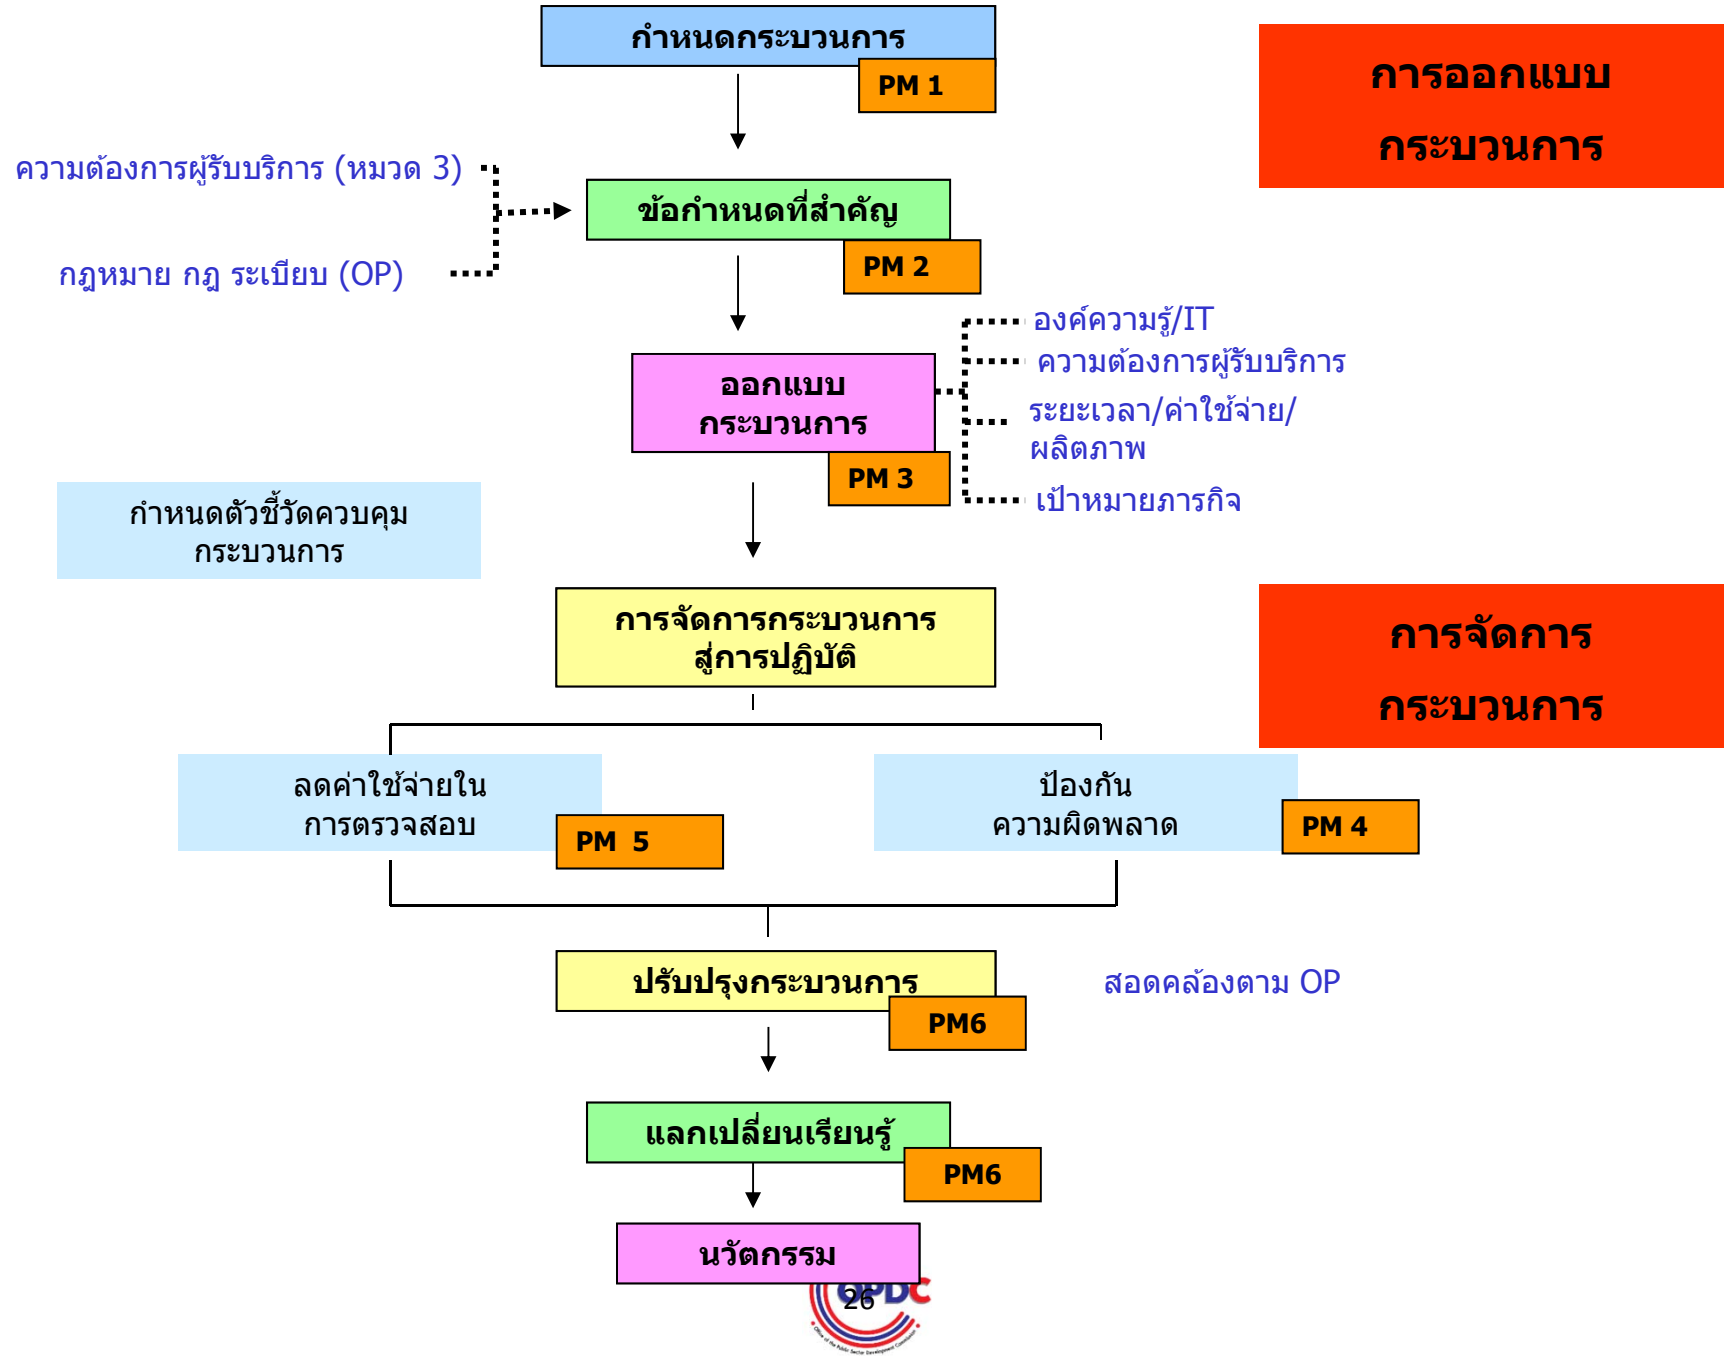 กำหนดกระบวนการ
PM 1
การออกแบบ
กระบวนการ
ความต้องการผู้รับบริการ (หมวด 3)
ข้อกำหนดที่สำคัญ
PM 2
กฎหมาย กฎ ระเบียบ (OP)
องค์ความรู้/IT
ความต้องการผู้รับบริการ
ระยะเวลา/ค่าใช้จ่าย/
ผลิตภาพ
เป้าหมายภารกิจ
ออกแบบ
กระบวนการ
PM 3
กำหนดตัวชี้วัดควบคุม
กระบวนการ
การจัดการกระบวนการ
สู่การปฏิบัติ
การจัดการ
กระบวนการ
ลดค่าใช้จ่ายใน
การตรวจสอบ
PM  5
ป้องกัน
ความผิดพลาด
PM 4
ปรับปรุงกระบวนการ
PM6
สอดคล้องตาม OP
แลกเปลี่ยนเรียนรู้
PM6
นวัตกรรม
OPDC
26
Office of the Public Sector Development Commission